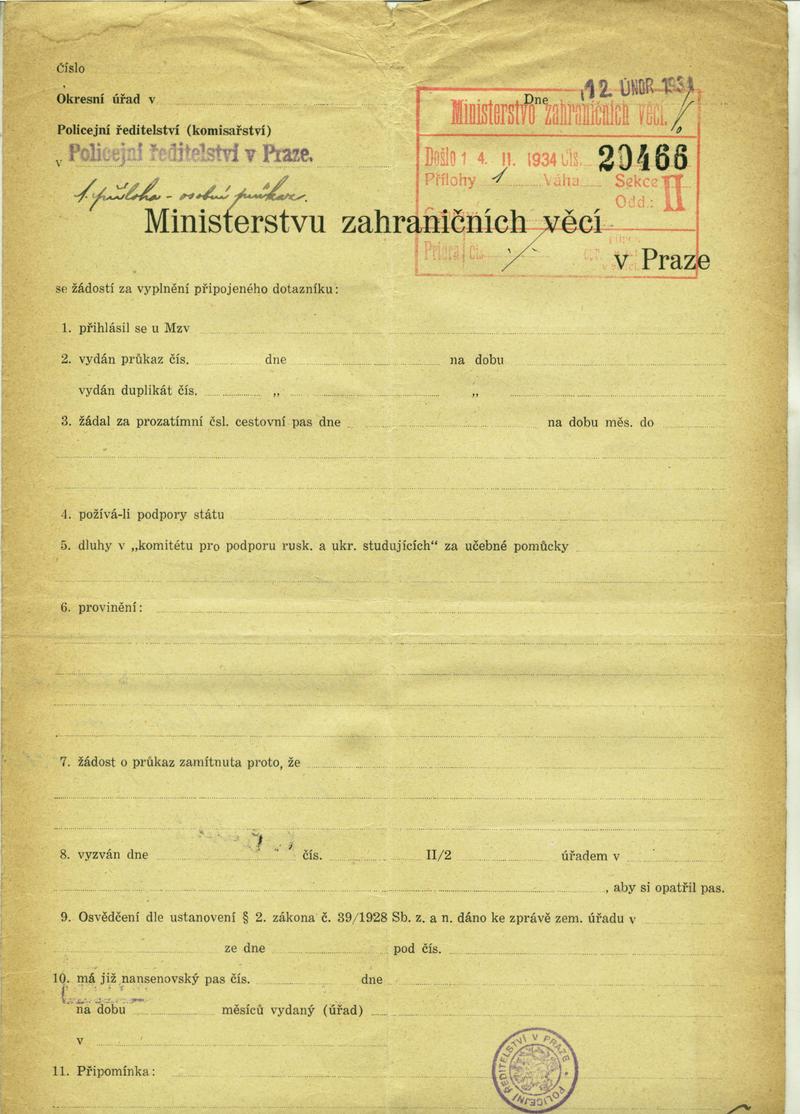 Číslo
Okresní úřad v
Dne 12. ÚNOR 1934
Policejní ředitelství (komisařství)
v Policejní ředitelství v Praze.
Ministerstvo zahraničních věcí.
Došlo 14. II. 1934 čís. 20466
Přílohy 1 Váha Sekce II
Odd.:
1 příloha - osobní průkaz.
Ministerstvu zahraničních věcí
v Praze
se žádostí za vyplnění připojeného dotazníku:
1. přihlásil se u Mzv
2. vydán průkaz čís. dne na dobu
vydán duplikát čís. „ „
3. žádal za prozatímní čsl. cestovní pas dne na dobu měs. do
4. požívá-li podpory státu
5. dluhy v „komitétu pro podporu rusk. a ukr. studujících“ za učebné pomůcky
6. provinění:
7. žádost o průkaz zamítnuta proto, že
8. vyzván dne čís. II/2 úřadem v
, aby si opatřil pas.
9. Osvědčení dle ustanovení § 2. zákona č. 39/1928 Sb. z. a n. dáno ke zprávě zem. úřadu v
ze dne pod čís.
10. má již nansenovský pas čís. dne
na dobu měsíců vydaný (úřad)
v
11. Připomínka:
POLICEJNÍ ŘEDITELSTVÍ V PRAZE